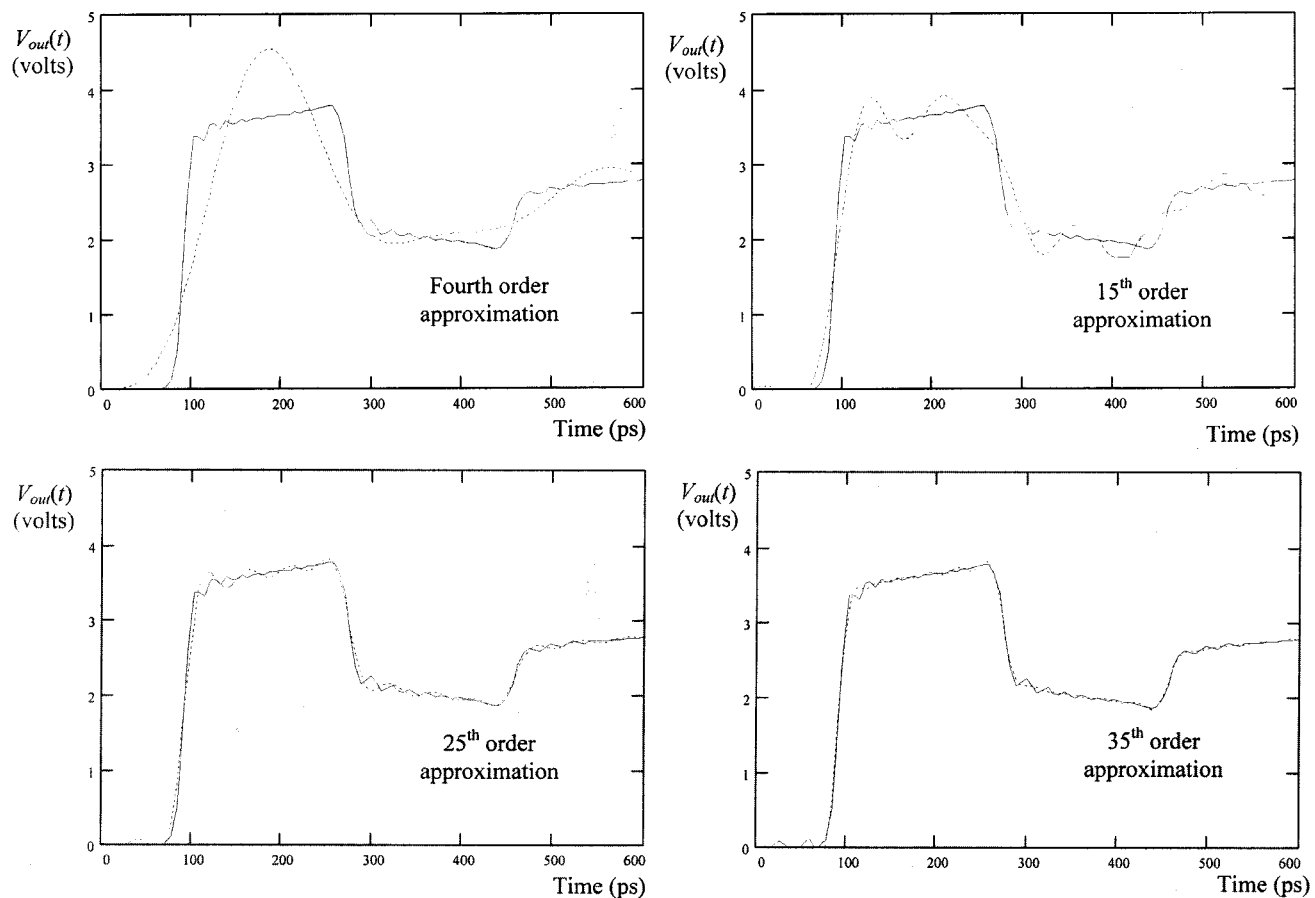 5
V_out(t)
(volts)
4
3
2
1
0
Fourth order
approximation
0 100 200 300 400 500 600
Time (ps)
5
V_out(t)
(volts)
4
3
2
1
0
15th order
approximation
0 100 200 300 400 500 600
Time (ps)
5
V_out(t)
(volts)
4
3
2
1
0
25th order
approximation
0 100 200 300 400 500 600
Time (ps)
5
V_out(t)
(volts)
4
3
2
1
0
35th order
approximation
0 100 200 300 400 500 600
Time (ps)